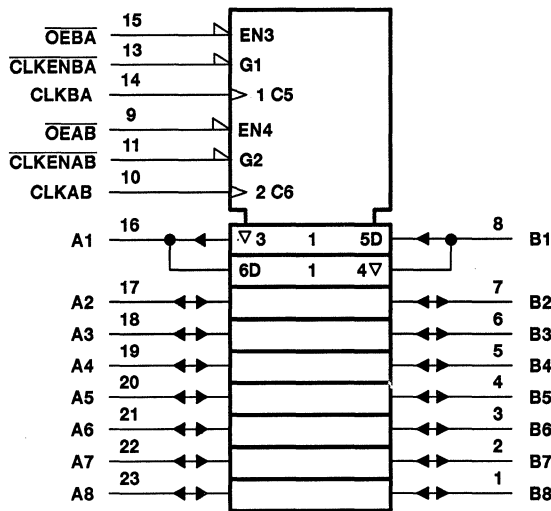 15
OEBA EN3
13
CLKENBA G1
14
CLKBA 1 C5
9
OEAB EN4
11
CLKENAB G2
10
CLKAB 2 C6
16 8
A1 ▽ 3 1 5D B1
6D 1 4 ▽
17 7
A2 B2
18 6
A3 B3
19 5
A4 B4
20 4
A5 B5
21 3
A6 B6
22 2
A7 B7
23 1
A8 B8